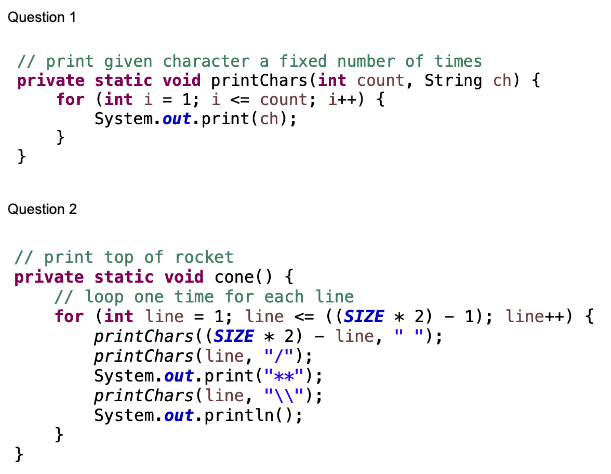 Question 1
// print given character a fixed number of times
private static void printChars(int count, String ch) {
    for (int i = 1; i <= count; i++) {
        System.out.print(ch);
    }
}
Question 2
// print top of rocket
private static void cone() {
    // loop one time for each line
    for (int line = 1; line <= ((SIZE * 2) - 1); line++) {
        printChars((SIZE * 2) - line, " ");
        printChars(line, "/");
        System.out.print("**");
        printChars(line, "\\");
        System.out.println();
    }
}